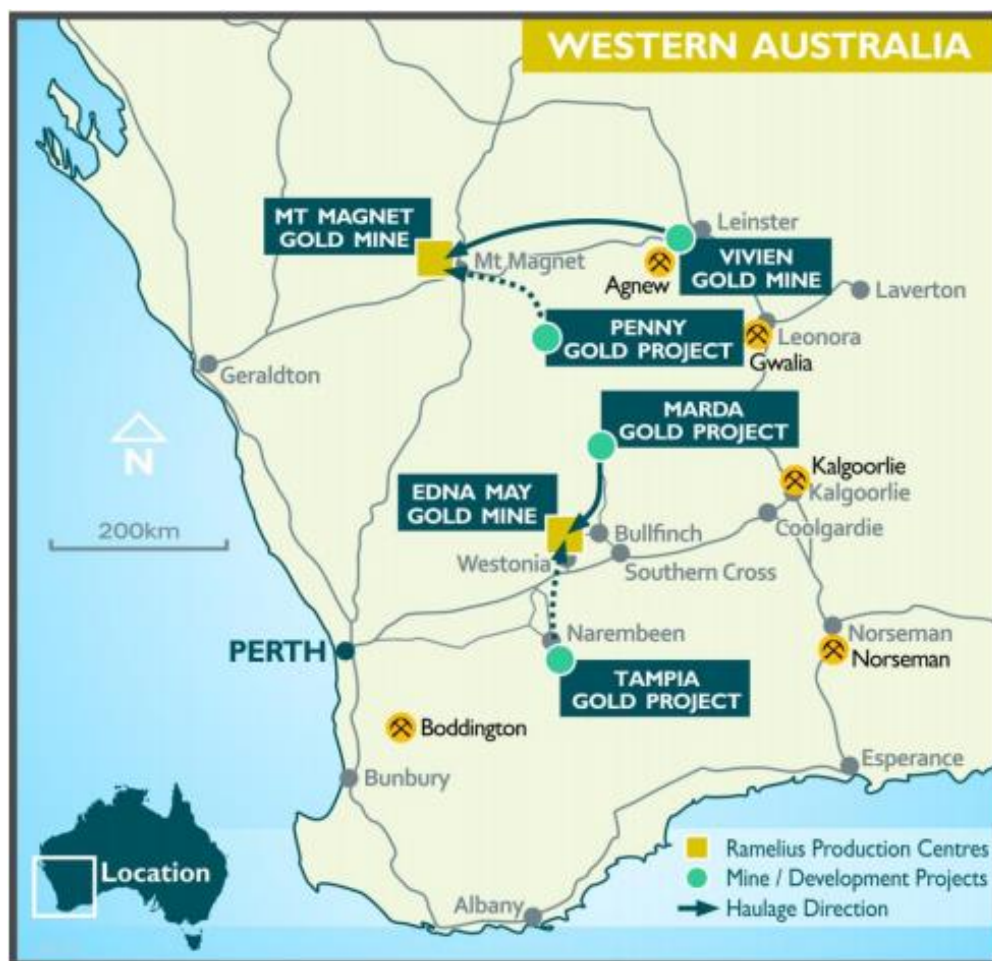 WESTERN AUSTRALIA
MT MAGNET
GOLD MINE
Mt Magnet
Leinster
VIVIEN
GOLD MINE
Agnew
Laverton
PENNY
GOLD PROJECT
Leonora
Gwalia
Geraldton
MARDA
GOLD PROJECT
N
200km
Kalgoorlie
Kalgoorlie
EDNA MAY
GOLD MINE
Coolgardie
Bullfinch
Westonia
Southern Cross
PERTH
Narembeen
Norseman
Norseman
TAMPIA
GOLD PROJECT
Boddington
Bunbury
Esperance
Location
Albany
Ramelius Production Centres
Mine / Development Projects
Haulage Direction